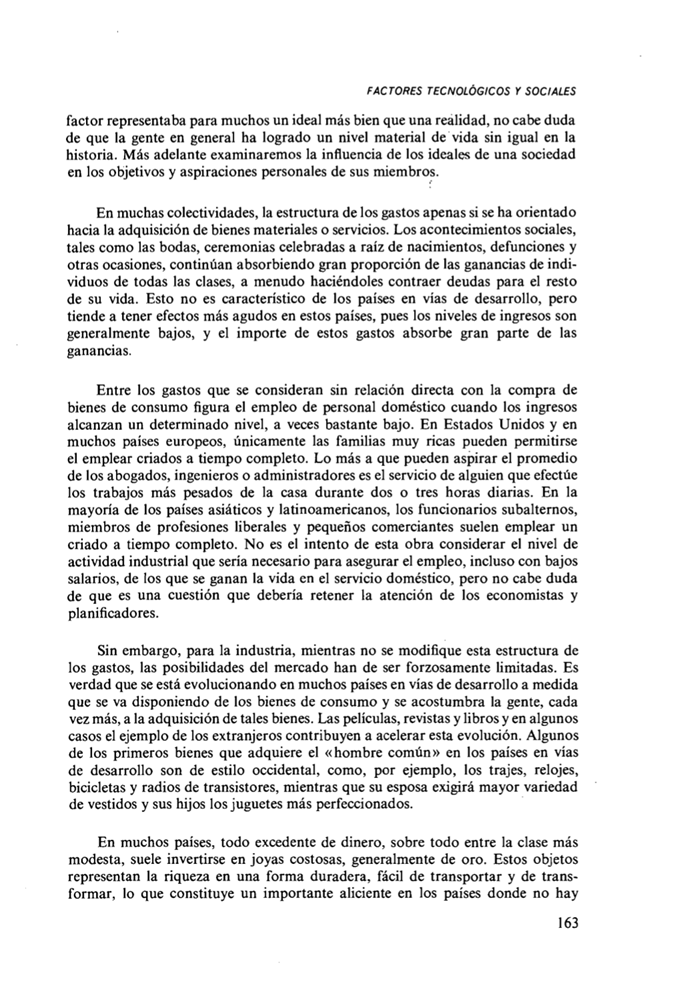 FACTORES TECNOLÓGICOS Y SOCIALES
factor representaba para muchos un ideal más bien que una realidad, no cabe duda
de que la gente en general ha logrado un nivel material de vida sin igual en la
historia. Más adelante examinaremos la influencia de los ideales de una sociedad
en los objetivos y aspiraciones personales de sus miembros.
En muchas colectividades, la estructura de los gastos apenas si se ha orientado
hacia la adquisición de bienes materiales o servicios. Los acontecimientos sociales,
tales como las bodas, ceremonias celebradas a raíz de nacimientos, defunciones y
otras ocasiones, continúan absorbiendo gran proporción de las ganancias de indi-
viduos de todas las clases, a menudo haciéndoles contraer deudas para el resto
de su vida. Esto no es característico de los países en vías de desarrollo, pero
tiende a tener efectos más agudos en estos países, pues los niveles de ingresos son
generalmente bajos, y el importe de estos gastos absorbe gran parte de las
ganancias.
Entre los gastos que se consideran sin relación directa con la compra de
bienes de consumo figura el empleo de personal doméstico cuando los ingresos
alcanzan un determinado nivel, a veces bastante bajo. En Estados Unidos y en
muchos países europeos, únicamente las familias muy ricas pueden permitirse
el emplear criados a tiempo completo. Lo más a que pueden aspirar el promedio
de los abogados, ingenieros o administradores es el servicio de alguien que efectúe
los trabajos más pesados de la casa durante dos o tres horas diarias. En la
mayoría de los países asiáticos y latinoamericanos, los funcionarios subalternos,
miembros de profesiones liberales y pequeños comerciantes suelen emplear un
criado a tiempo completo. No es el intento de esta obra considerar el nivel de
actividad industrial que sería necesario para asegurar el empleo, incluso con bajos
salarios, de los que se ganan la vida en el servicio doméstico, pero no cabe duda
de que es una cuestión que debería retener la atención de los economistas y
planificadores.
Sin embargo, para la industria, mientras no se modifique esta estructura de
los gastos, las posibilidades del mercado han de ser forzosamente limitadas. Es
verdad que se está evolucionando en muchos países en vías de desarrollo a medida
que se va disponiendo de los bienes de consumo y se acostumbra la gente, cada
vez más, a la adquisición de tales bienes. Las películas, revistas y libros y en algunos
casos el ejemplo de los extranjeros contribuyen a acelerar esta evolución. Algunos
de los primeros bienes que adquiere el «hombre común» en los países en vías
de desarrollo son de estilo occidental, como, por ejemplo, los trajes, relojes,
bicicletas y radios de transistores, mientras que su esposa exigirá mayor variedad
de vestidos y sus hijos los juguetes más perfeccionados.
En muchos países, todo excedente de dinero, sobre todo entre la clase más
modesta, suele invertirse en joyas costosas, generalmente de oro. Estos objetos
representan la riqueza en una forma duradera, fácil de transportar y de trans-
formar, lo que constituye un importante aliciente en los países donde no hay
163